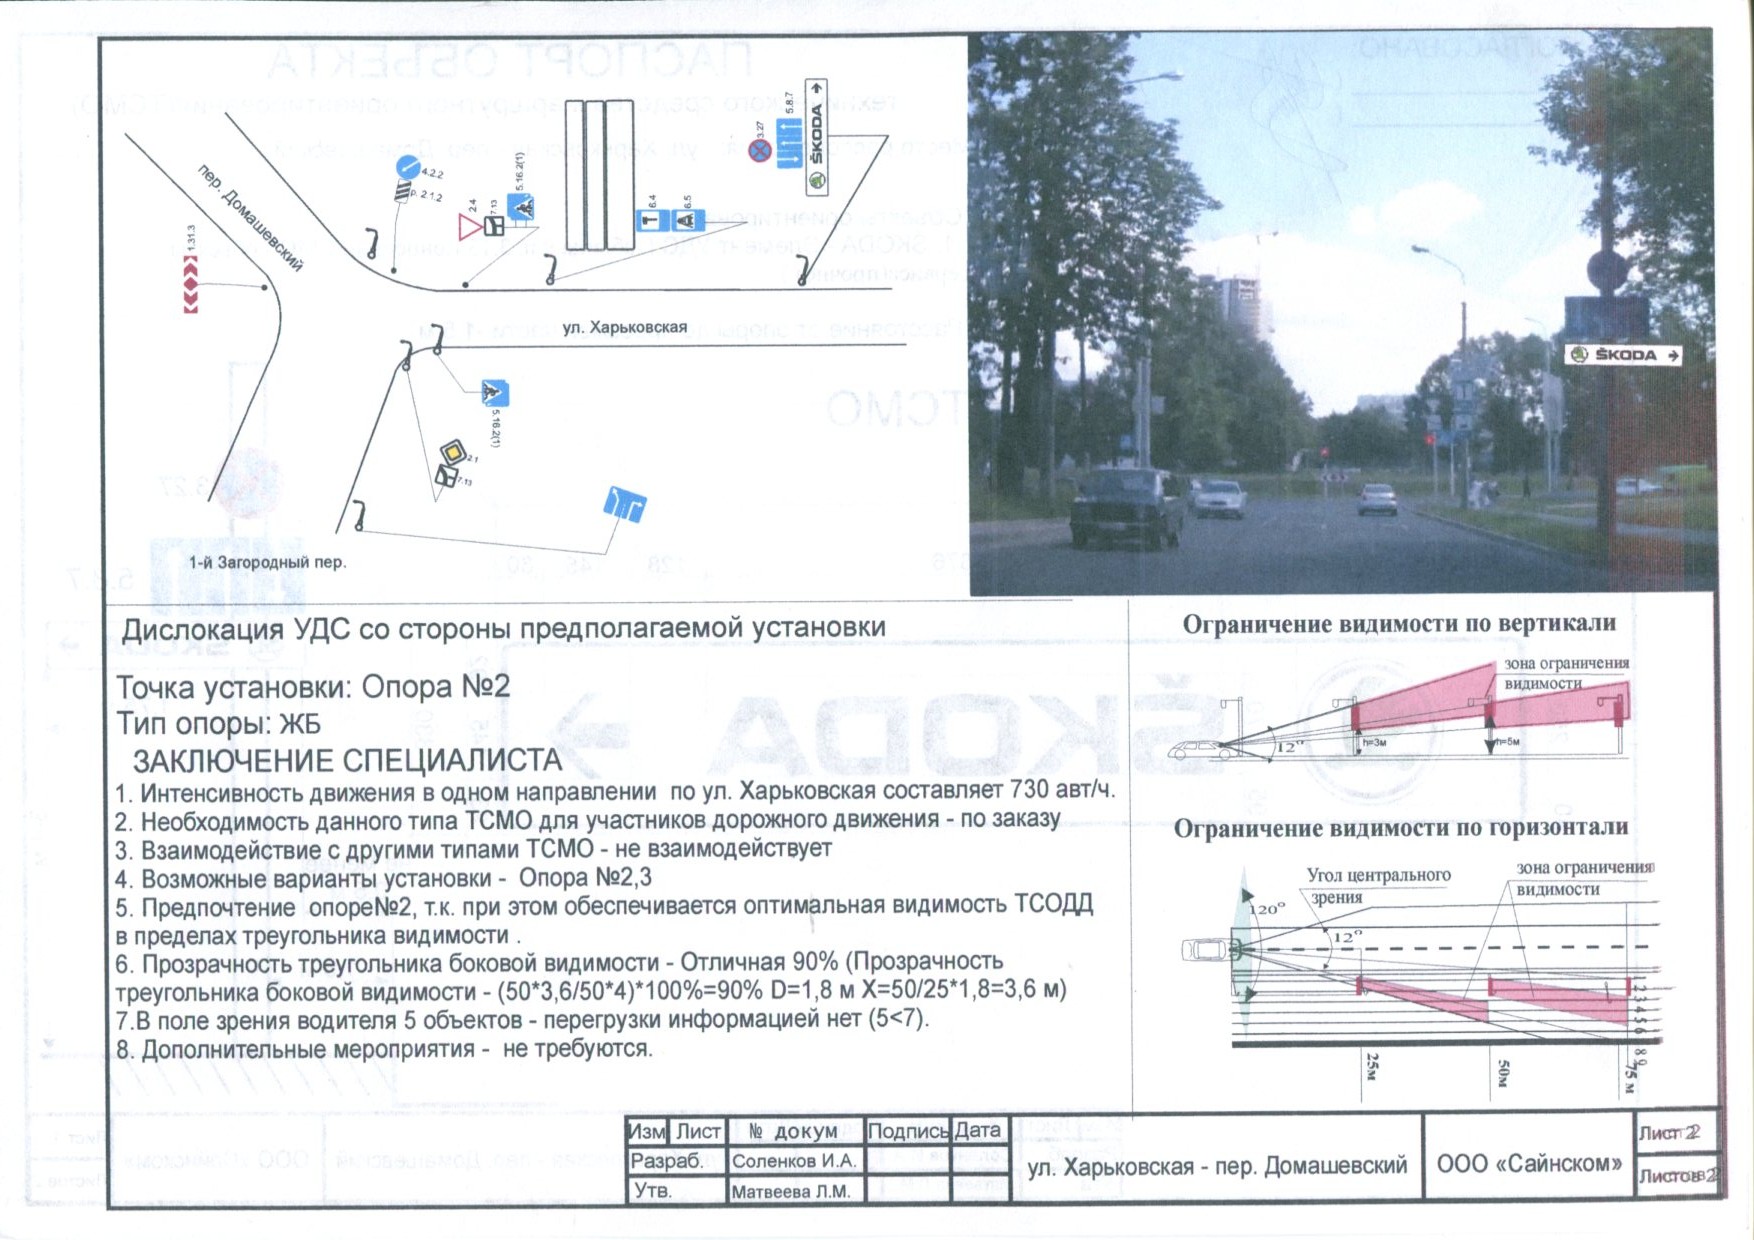 пер. Домашевский
1.31.3
4.2.2
р. 2.1.2
2.4
7.13
5.16.2(1)
6.4
6.5
3.27
5.8.7
ŠKODA →
ул. Харьковская
5.16.2(1)
2.1
7.13
1-й Загородный пер.
ŠKODA →
Дислокация УДС со стороны предполагаемой установки
Точка установки: Опора №2
Тип опоры: ЖБ
ЗАКЛЮЧЕНИЕ СПЕЦИАЛИСТА
1. Интенсивность движения в одном направлении по ул. Харьковская составляет 730 авт/ч.
2. Необходимость данного типа ТСМО для участников дорожного движения - по заказу
3. Взаимодействие с другими типами ТСМО - не взаимодействует
4. Возможные варианты установки - Опора №2,3
5. Предпочтение опоре№2, т.к. при этом обеспечивается оптимальная видимость ТСОДД
в пределах треугольника видимости .
6. Прозрачность треугольника боковой видимости - Отличная 90% (Прозрачность
треугольника боковой видимости - (50*3,6/50*4)*100%=90% D=1,8 м X=50/25*1,8=3,6 м)
7.В поле зрения водителя 5 объектов - перегрузки информацией нет (5<7).
8. Дополнительные мероприятия - не требуются.
Ограничение видимости по вертикали
зона ограничения
видимости
12°
h=3м
h=5м
Ограничение видимости по горизонтали
Угол центрального
зрения
зона ограничения
видимости
120°
12°
1
2
3
4
5
6
8
9
25м
50м
75 м
Изм Лист № докум Подпись Дата
Разраб. Соленков И.А.
Утв. Матвеева Л.М.
ул. Харьковская - пер. Домашевский
ООО «Сайнском»
Лист 2
Листов 2